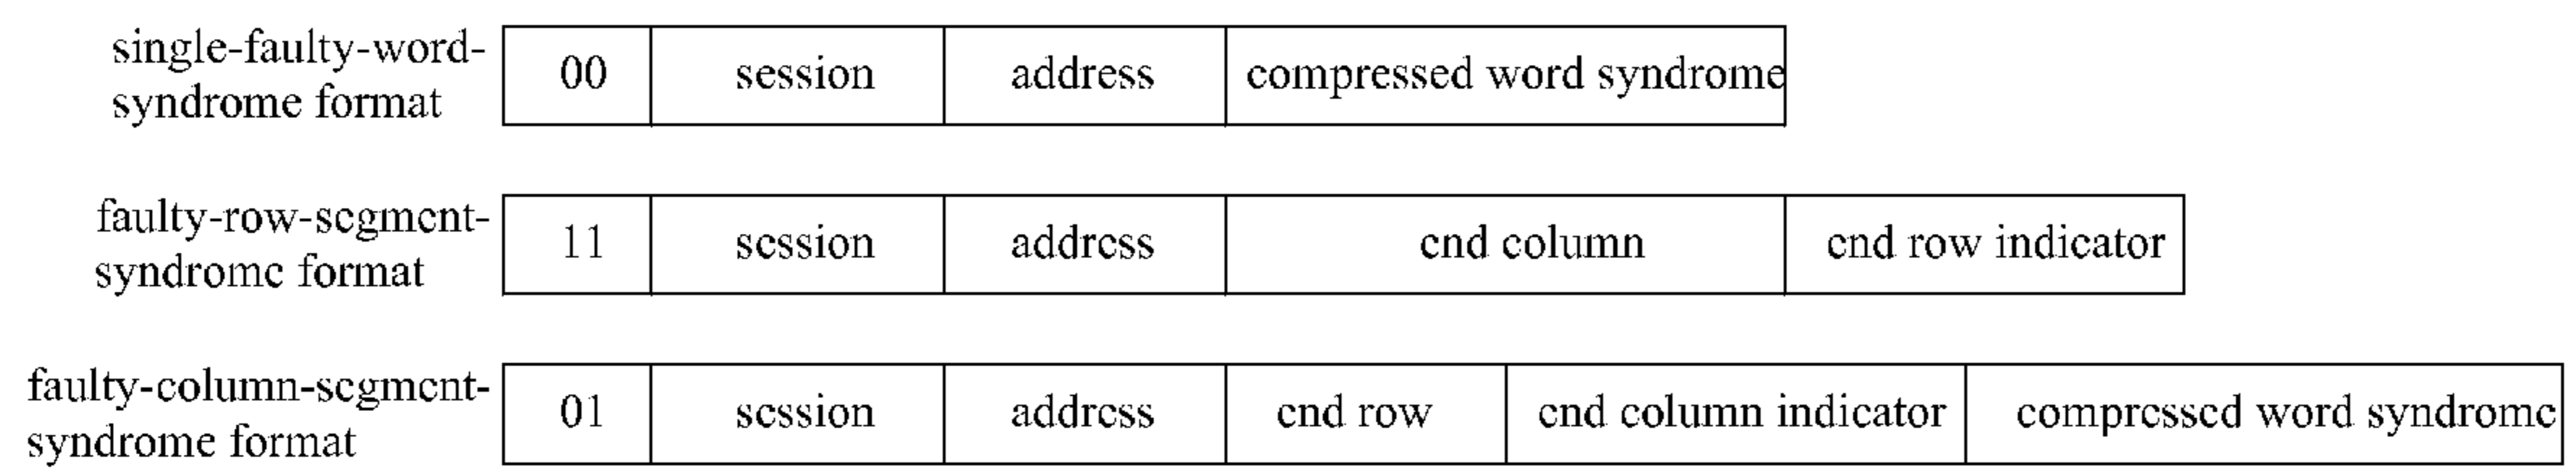 single-faulty-word-
syndrome format
00 session address compressed word syndrome
faulty-row-segment-
syndrome format
11 session address end column end row indicator
faulty-column-segment-
syndrome format
01 session address end row end column indicator compressed word syndrome